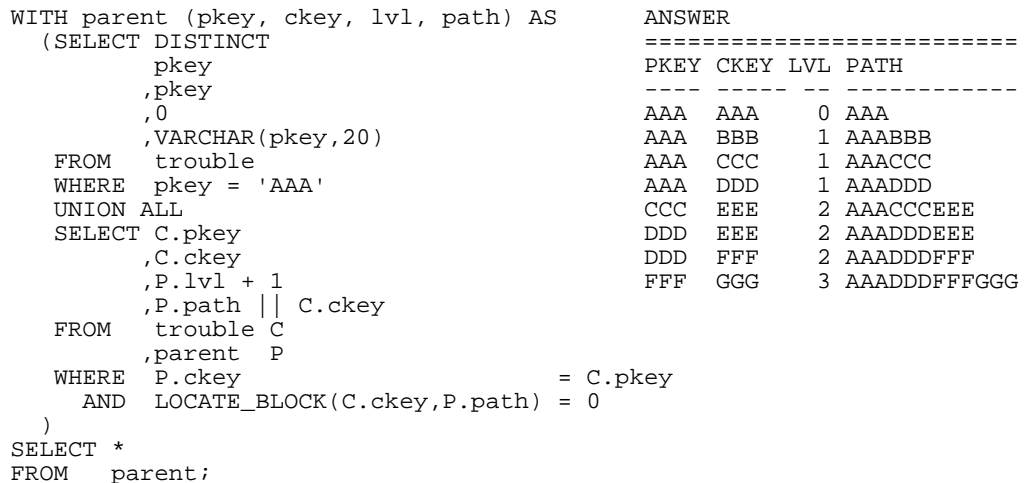 WITH parent (pkey, ckey, lvl, path) AS      ANSWER
  (SELECT DISTINCT                          ==========================
          pkey                              PKEY CKEY LVL PATH
         ,pkey                              ---- ----- -- ------------
         ,0                                 AAA  AAA    0 AAA
         ,VARCHAR(pkey,20)                  AAA  BBB    1 AAABBB
   FROM   trouble                           AAA  CCC    1 AAACCC
   WHERE  pkey = 'AAA'                      AAA  DDD    1 AAADDD
   UNION ALL                                CCC  EEE    2 AAACCCEEE
   SELECT C.pkey                            DDD  EEE    2 AAADDDEEE
         ,C.ckey                            DDD  FFF    2 AAADDDFFF
         ,P.lvl + 1                         FFF  GGG    3 AAADDDFFFGGG
         ,P.path || C.ckey
   FROM   trouble C
         ,parent  P
   WHERE  P.ckey                      = C.pkey
     AND  LOCATE_BLOCK(C.ckey,P.path) = 0
  )
SELECT *
FROM   parent;